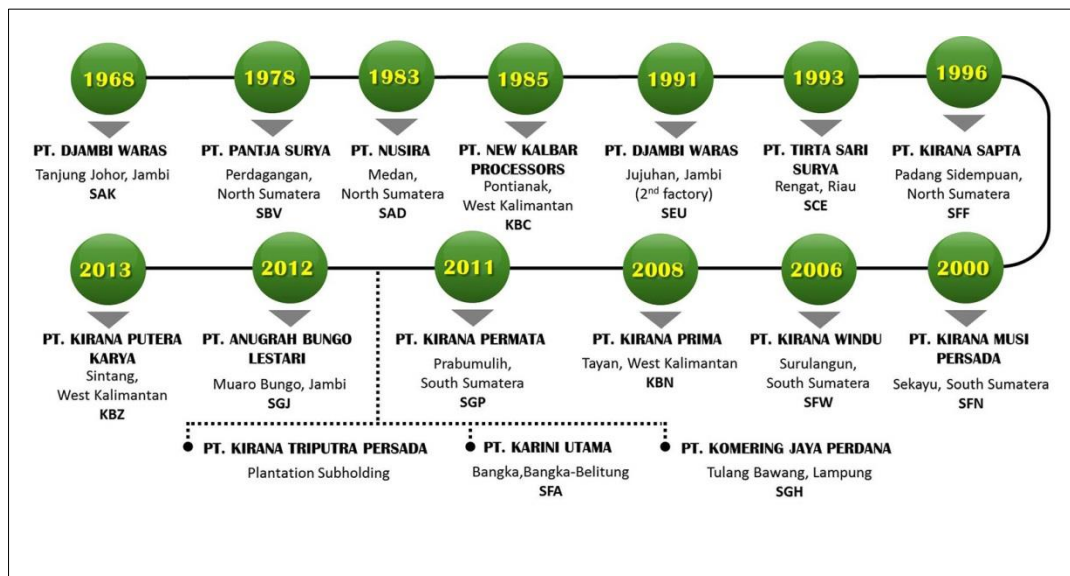 1968
1978
1983
1985
1991
1993
1996
PT. DJAMBI WARAS
Tanjung Johor, Jambi
SAK
PT. PANTJA SURYA
Perdagangan,
North Sumatera
SBV
PT. NUSIRA
Medan,
North Sumatera
SAD
PT. NEW KALBAR
PROCESSORS
Pontianak,
West Kalimantan
KBC
PT. DJAMBI WARAS
Jujuhan, Jambi
(2nd factory)
SEU
PT. TIRTA SARI
SURYA
Rengat, Riau
SCE
PT. KIRANA SAPTA
Padang Sidempuan,
North Sumatera
SFF
2013
2012
2011
2008
2006
2000
PT. KIRANA PUTERA
KARYA
Sintang,
West Kalimantan
KBZ
PT. ANUGRAH BUNGO
LESTARI
Muaro Bungo, Jambi
SGJ
PT. KIRANA PERMATA
Prabumulih,
South Sumatera
SGP
PT. KIRANA PRIMA
Tayan, West Kalimantan
KBN
PT. KIRANA WINDU
Surulangun,
South Sumatera
SFW
PT. KIRANA MUSI
PERSADA
Sekayu, South Sumatera
SFN
PT. KIRANA TRIPUTRA PERSADA
Plantation Subholding
PT. KARINI UTAMA
Bangka,Bangka-Belitung
SFA
PT. KOMERING JAYA PERDANA
Tulang Bawang, Lampung
SGH